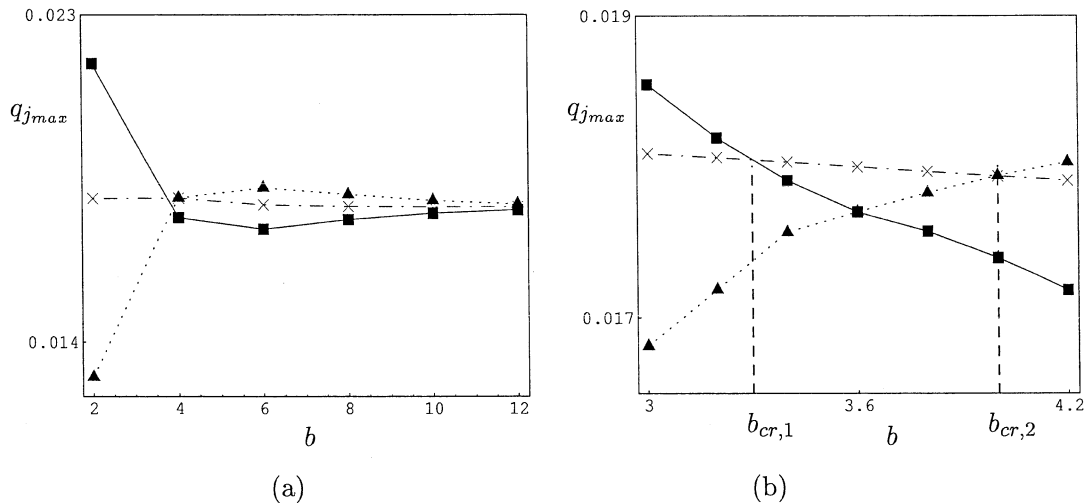 0.023
q_{j_{max}}
0.014
2 4 6 8 10 12
b
(a)
0.019
q_{j_{max}}
0.017
3 3.6 4.2
b_{cr,1} b b_{cr,2}
(b)